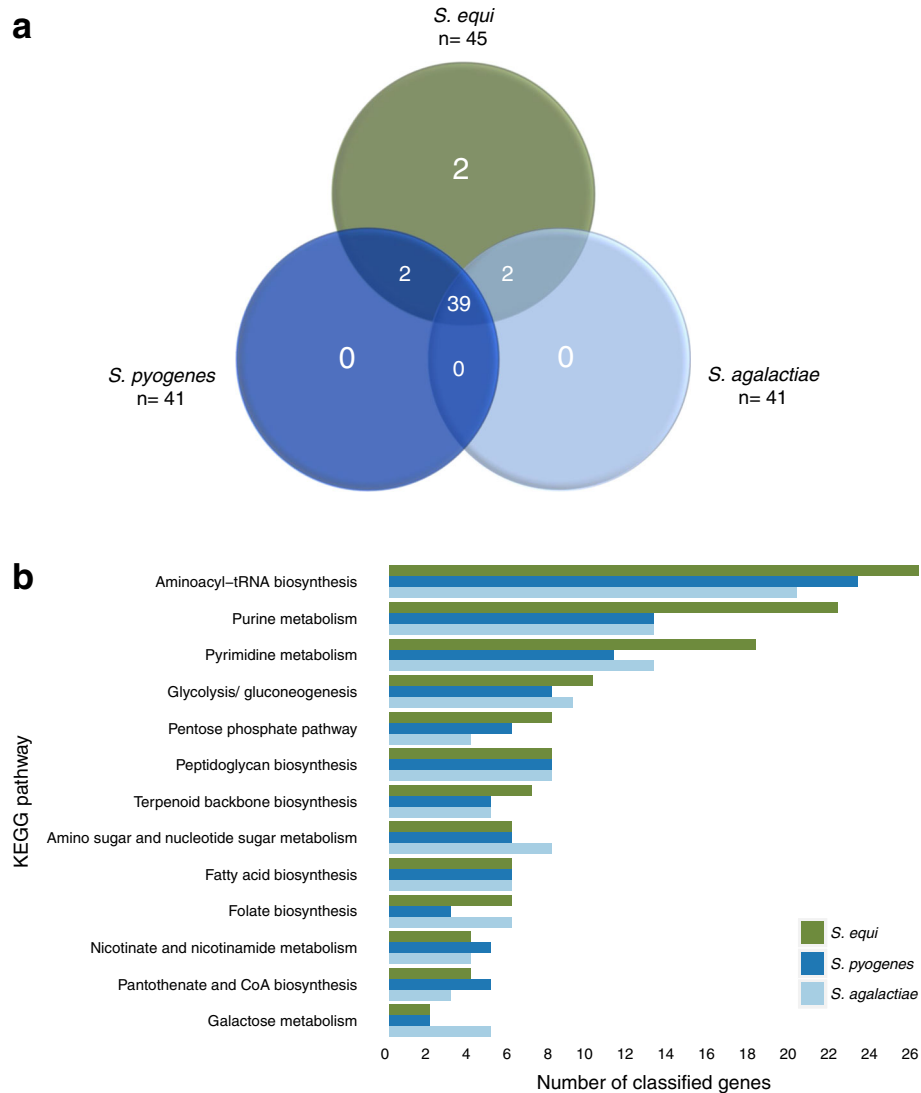 a
S. equi
n= 45
2
2
2
39
0
0
0
S. pyogenes
n= 41
S. agalactiae
n= 41
b
KEGG pathway
Aminoacyl–tRNA biosynthesis
Purine metabolism
Pyrimidine metabolism
Glycolysis/ gluconeogenesis
Pentose phosphate pathway
Peptidoglycan biosynthesis
Terpenoid backbone biosynthesis
Amino sugar and nucleotide sugar metabolism
Fatty acid biosynthesis
Folate biosynthesis
Nicotinate and nicotinamide metabolism
Pantothenate and CoA biosynthesis
Galactose metabolism
S. equi
S. pyogenes
S. agalactiae
0 2 4 6 8 10 12 14 16 18 20 22 24 26
Number of classified genes